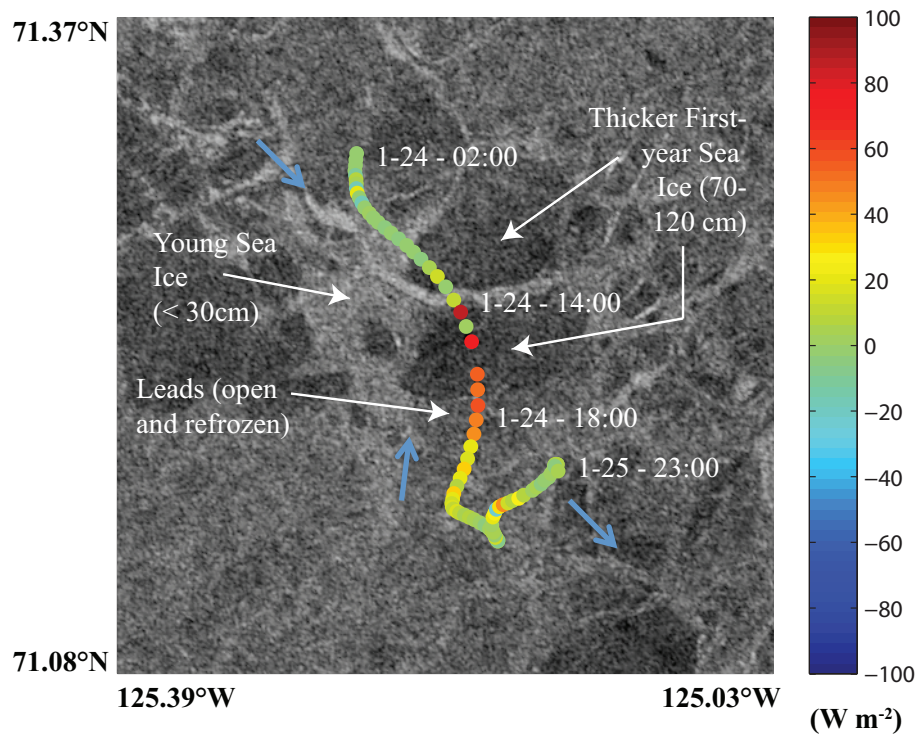 71.37°N
1-24 - 02:00
Thicker First-
year Sea
Ice (70-
120 cm)
Young Sea
Ice
(< 30cm)
1-24 - 14:00
Leads (open
and refrozen)
1-24 - 18:00
1-25 - 23:00
71.08°N
125.39°W
125.03°W
100
80
60
40
20
0
−20
−40
−60
−80
−100
(W m-2)